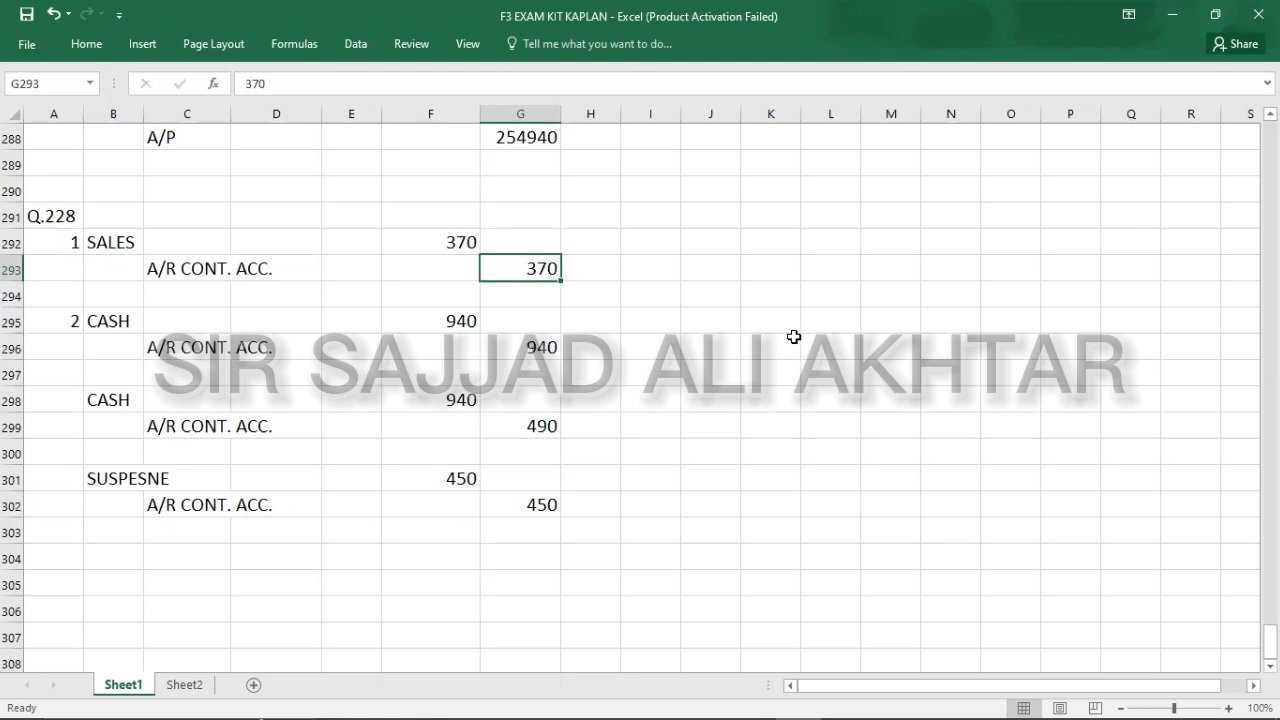 F3 EXAM KIT KAPLAN - Excel (Product Activation Failed)
File Home Insert Page Layout Formulas Data Review View Tell me what you want to do... Share
G293 fx 370
A B C D E F G H I J K L M N O P Q R S
288 A/P 254940
289
290
291 Q.228
292 1 SALES 370
293 A/R CONT. ACC. 370
294
295 2 CASH 940
296 A/R CONT. ACC. 940
SIR SAJJAD ALI AKHTAR
297
298 CASH 940
299 A/R CONT. ACC. 490
300
301 SUSPESNE 450
302 A/R CONT. ACC. 450
303
304
305
306
307
308
Sheet1 Sheet2
Ready 100%